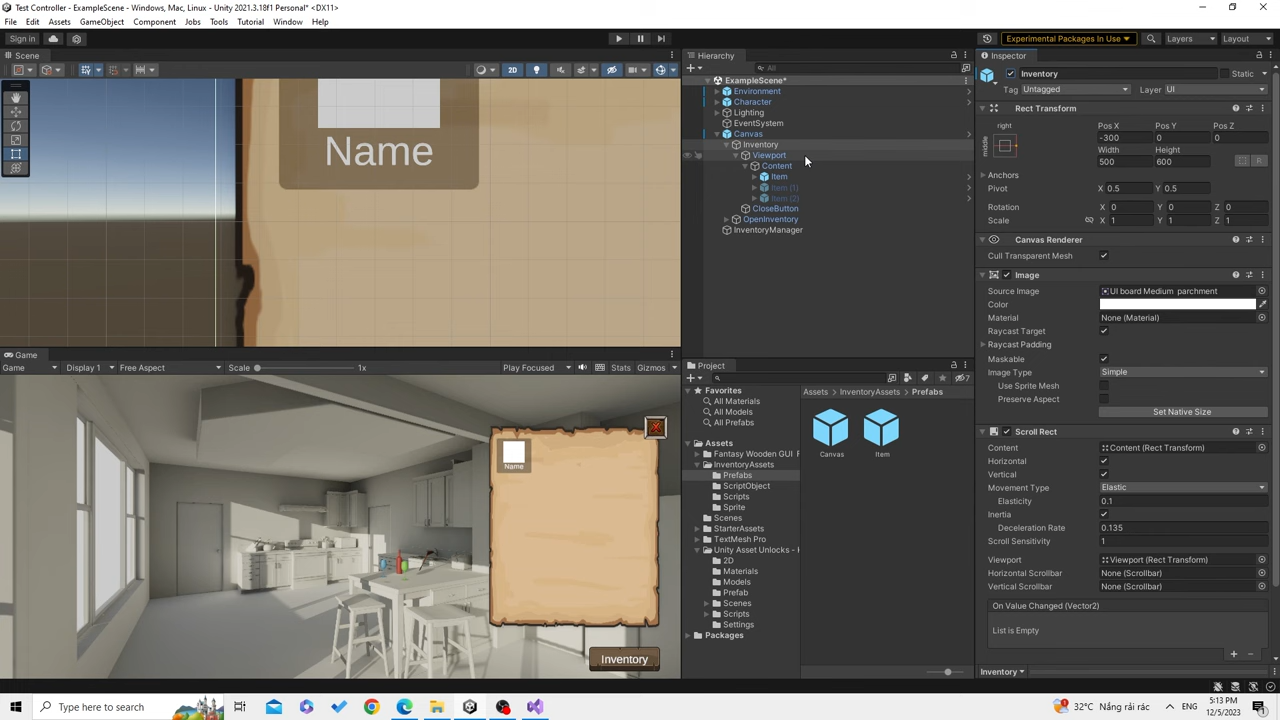 Test Controller - ExampleScene - Windows, Mac, Linux - Unity 2021.3.18f1 Personal* <DX11>
File Edit Assets GameObject Component Jobs Tools Tutorial Window Help
Sign in
Experimental Packages In Use
Layers
Layout
Scene
2D
Name
Hierarchy
All
ExampleScene*
Environment
Character
Lighting
EventSystem
Canvas
Inventory
Viewport
Content
Item
Item (1)
Item (2)
CloseButton
OpenInventory
InventoryManager
Game
Game Display 1 Free Aspect Scale 1x Play Focused Stats Gizmos
Name
Inventory
Project
7
Favorites
All Materials
All Models
All Prefabs
Assets
Fantasy Wooden GUI F
InventoryAssets
Prefabs
ScriptObject
Scripts
Sprite
Scenes
StarterAssets
TextMesh Pro
Unity Asset Unlocks -
2D
Materials
Models
Prefab
Scenes
Scripts
Settings
Packages
Assets InventoryAssets Prefabs
Canvas
Item
Inspector
Inventory
Static
Tag Untagged Layer UI
Rect Transform
right
middle
Pos X Pos Y Pos Z
-300 0 0
Width Height
500 600
R
Anchors
Pivot X 0.5 Y 0.5
Rotation X 0 Y 0 Z 0
Scale X 1 Y 1 Z 1
Canvas Renderer
Cull Transparent Mesh
Image
Source Image UI board Medium parchment
Color
Material None (Material)
Raycast Target
Raycast Padding
Maskable
Image Type Simple
Use Sprite Mesh
Preserve Aspect
Set Native Size
Scroll Rect
Content Content (Rect Transform)
Horizontal
Vertical
Movement Type Elastic
Elasticity 0.1
Inertia
Deceleration Rate 0.135
Scroll Sensitivity 1
Viewport Viewport (Rect Transform)
Horizontal Scrollbar None (Scrollbar)
Vertical Scrollbar None (Scrollbar)
On Value Changed (Vector2)
List is Empty
Inventory
Type here to search
32°C Nắng rải rác
5:13 PM
12/5/2023